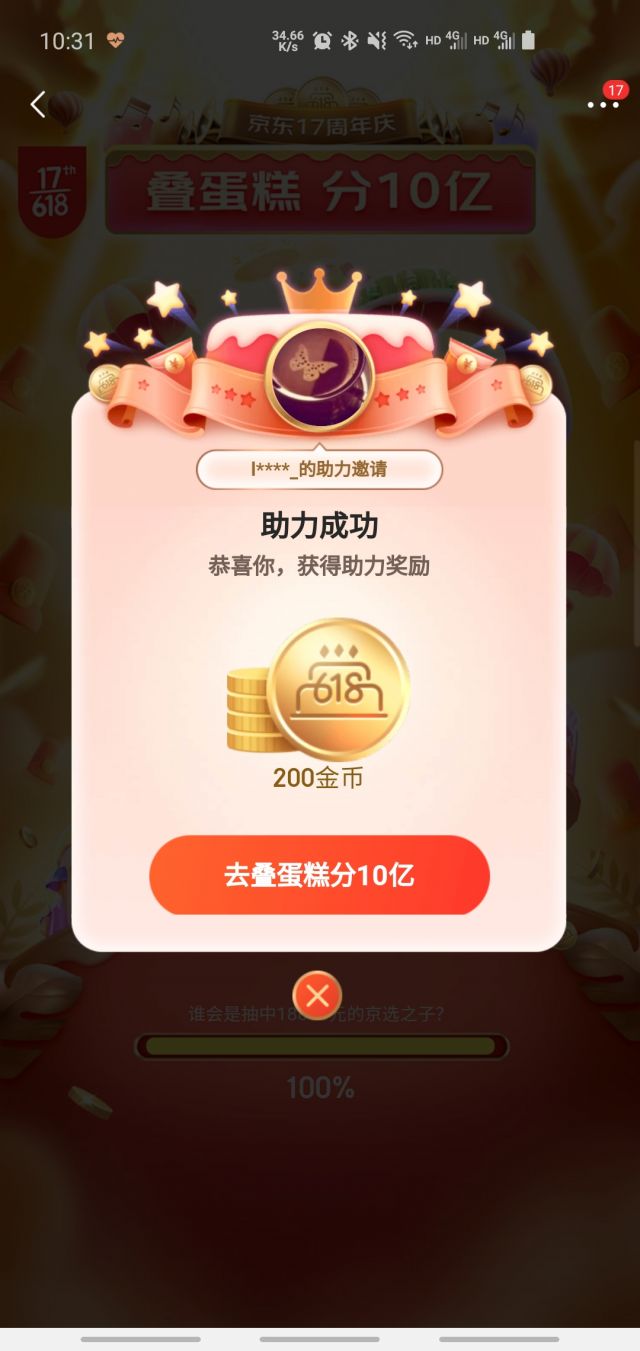 10:31
34.66
K/s
HD 4G
HD 4G
17
京东17周年庆
17th
618
叠蛋糕 分10亿
l****_的助力邀请
助力成功
恭喜你，获得助力奖励
618
200金币
去叠蛋糕分10亿
谁会是抽中18
元的京选之子?
100%